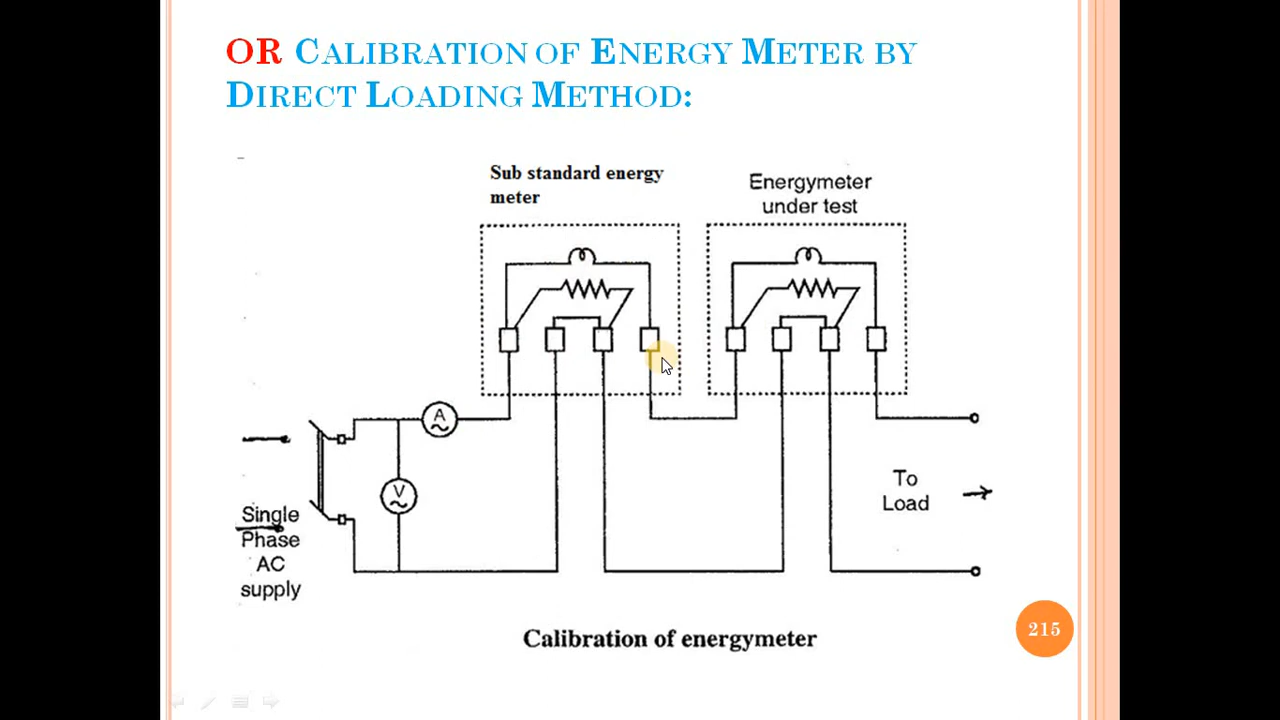 OR CALIBRATION OF ENERGY METER BY
DIRECT LOADING METHOD:
Sub standard energy
meter
Energymeter
under test
A
V
Single
Phase
AC
supply
To
Load
Calibration of energymeter
215